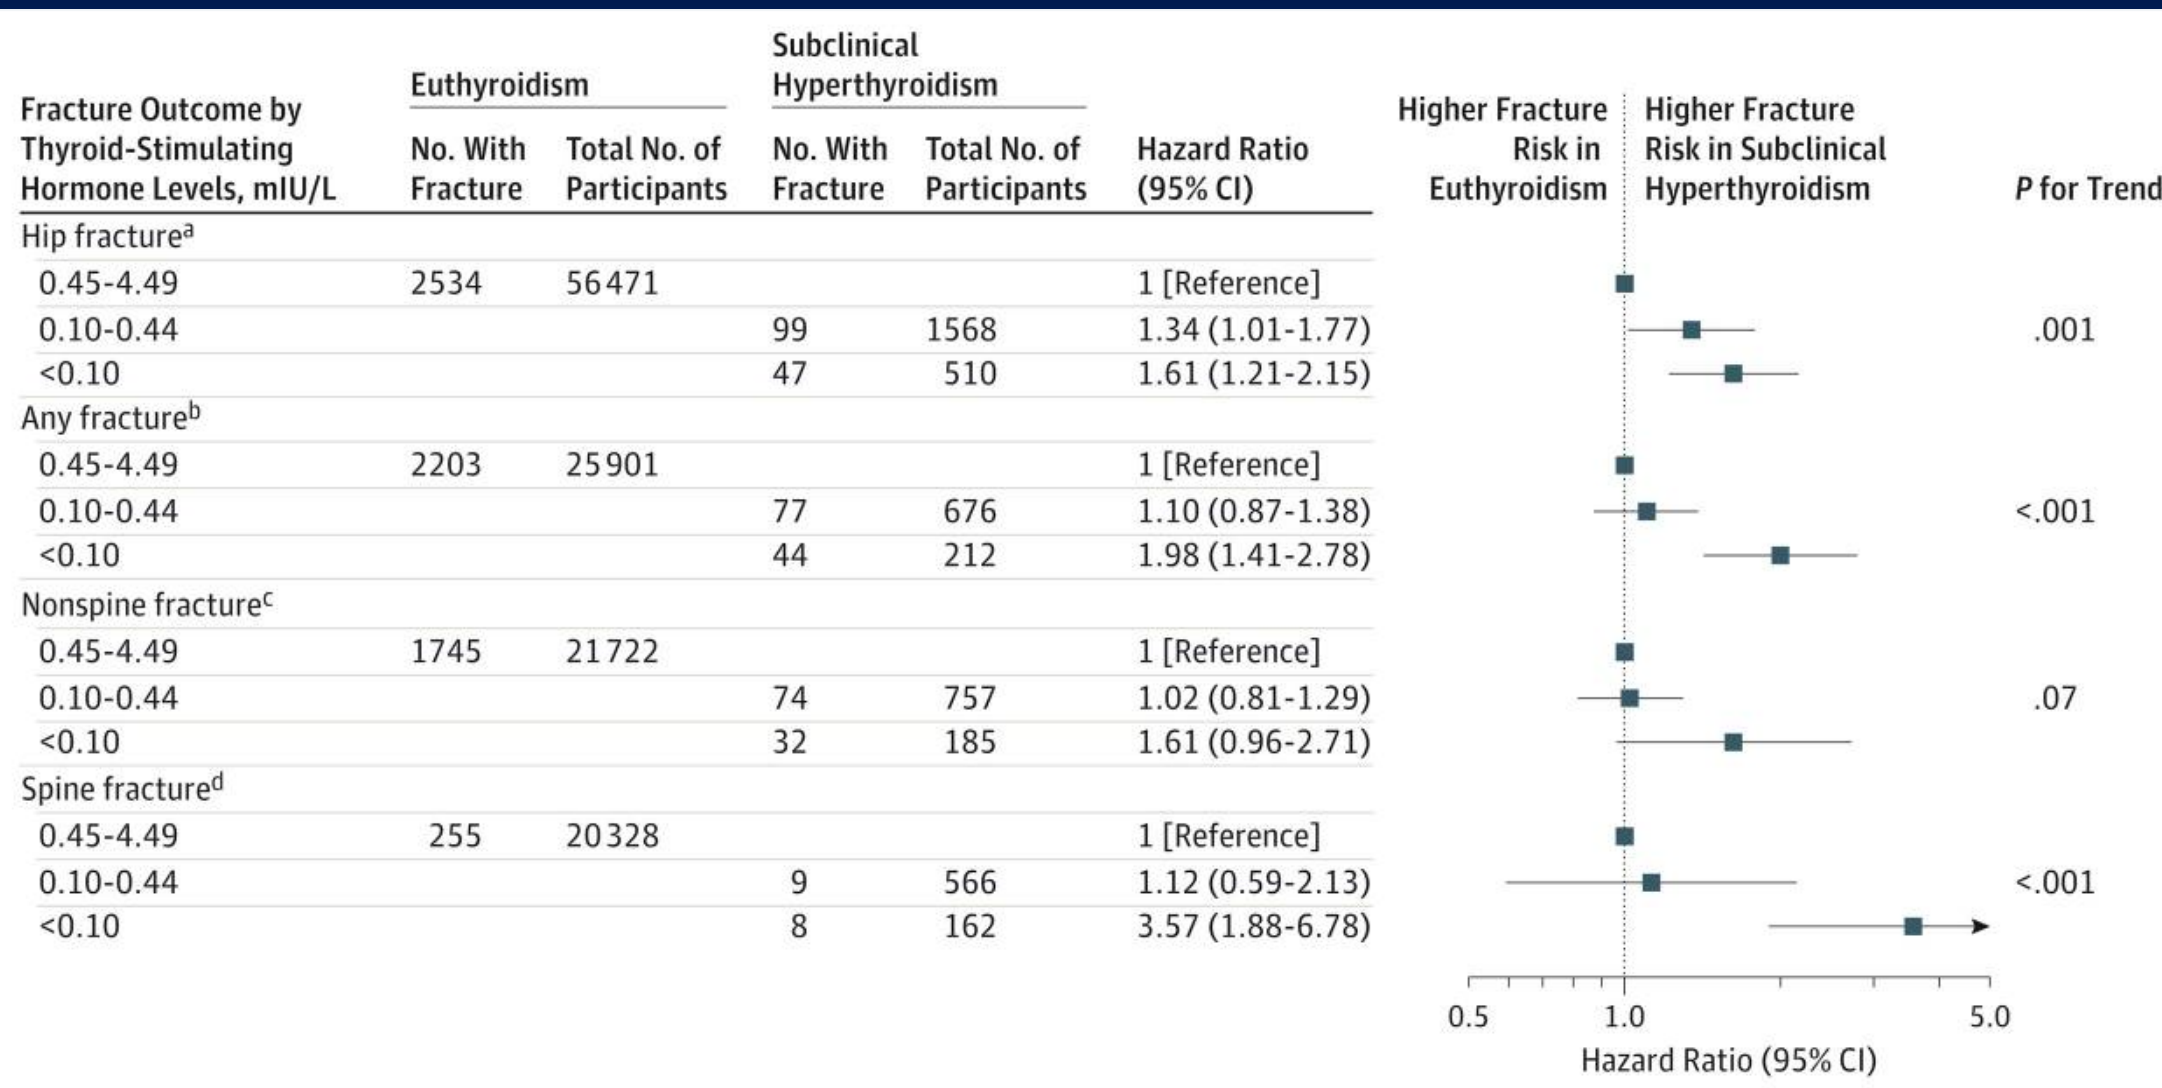 Fracture Outcome by
Thyroid-Stimulating
Hormone Levels, mIU/L
Euthyroidism
No. With
Fracture
Total No. of
Participants
Subclinical
Hyperthyroidism
No. With
Fracture
Total No. of
Participants
Hazard Ratio
(95% CI)
Higher Fracture
Risk in
Euthyroidism
Higher Fracture
Risk in Subclinical
Hyperthyroidism
P for Trend
Hip fractureᵃ
0.45-4.49 2534 56471 1 [Reference]
0.10-0.44 99 1568 1.34 (1.01-1.77) .001
<0.10 47 510 1.61 (1.21-2.15)
Any fractureᵇ
0.45-4.49 2203 25901 1 [Reference]
0.10-0.44 77 676 1.10 (0.87-1.38) <.001
<0.10 44 212 1.98 (1.41-2.78)
Nonspine fractureᶜ
0.45-4.49 1745 21722 1 [Reference]
0.10-0.44 74 757 1.02 (0.81-1.29) .07
<0.10 32 185 1.61 (0.96-2.71)
Spine fractureᵈ
0.45-4.49 255 20328 1 [Reference]
0.10-0.44 9 566 1.12 (0.59-2.13) <.001
<0.10 8 162 3.57 (1.88-6.78)
0.5 1.0 5.0
Hazard Ratio (95% CI)